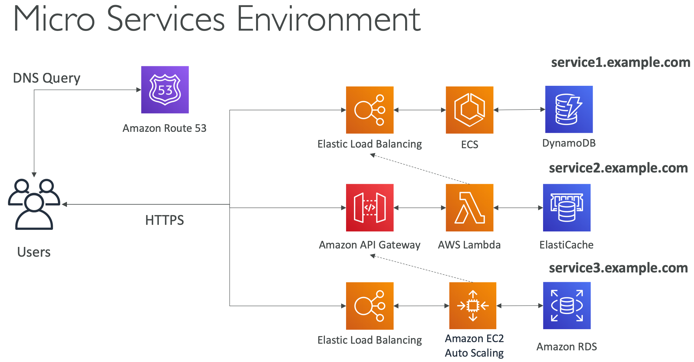 Micro Services Environment
DNS Query
53
Amazon Route 53
Users
HTTPS
service1.example.com
Elastic Load Balancing
ECS
DynamoDB
service2.example.com
Amazon API Gateway
AWS Lambda
ElastiCache
service3.example.com
Elastic Load Balancing
Amazon EC2
Auto Scaling
Amazon RDS